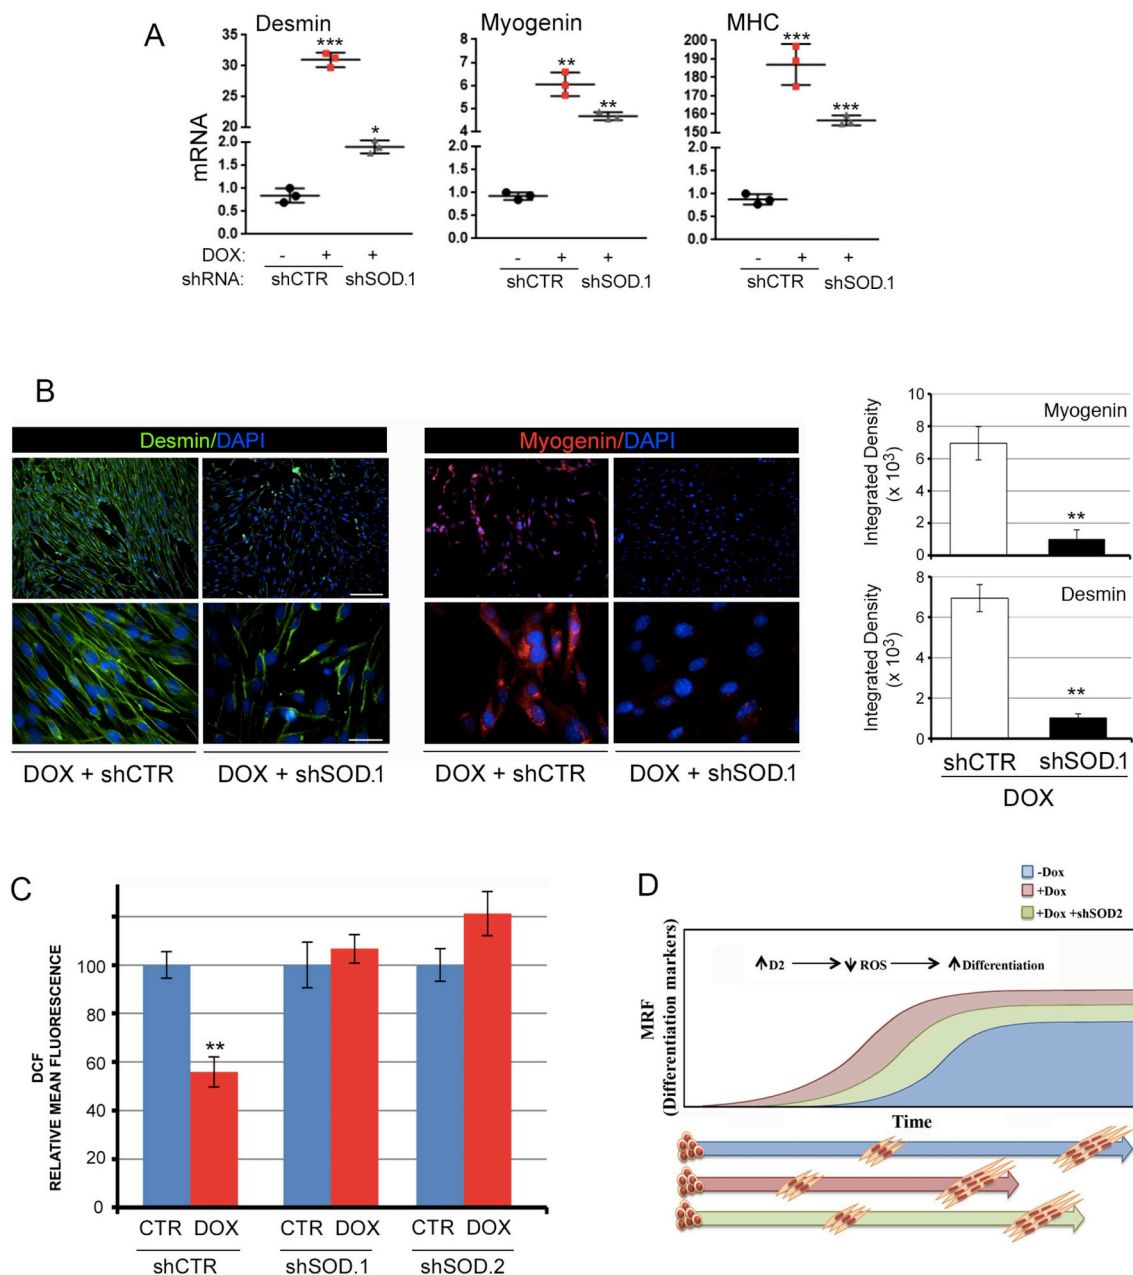 A
Desmin
Myogenin
MHC
mRNA
35
30
25
20
2.0
1.5
1.0
0.5
0.0
***
*
8
6
4
2.0
1.5
1.0
0.5
0.0
**
**
200
190
180
170
160
150
2.0
1.5
1.0
0.5
0.0
***
***
DOX: - + + - + + - + +
shRNA: shCTR shSOD.1 shCTR shSOD.1 shCTR shSOD.1
B
Desmin/DAPI
Myogenin/DAPI
DOX + shCTR
DOX + shSOD.1
DOX + shCTR
DOX + shSOD.1
Integrated Density
(x 10³)
10
8
6
4
2
0
Myogenin
**
Integrated Density
(x 10³)
8
6
4
2
0
Desmin
**
shCTR shSOD.1
DOX
C
DCF
RELATIVE MEAN FLUORESCENCE
100
80
60
40
20
0
**
CTR DOX CTR DOX CTR DOX
shCTR shSOD.1 shSOD.2
D
-Dox
+Dox
+Dox +shSOD2
MRF
(Differentiation markers)
↑D2 → ↓ROS → ↑Differentiation
Time